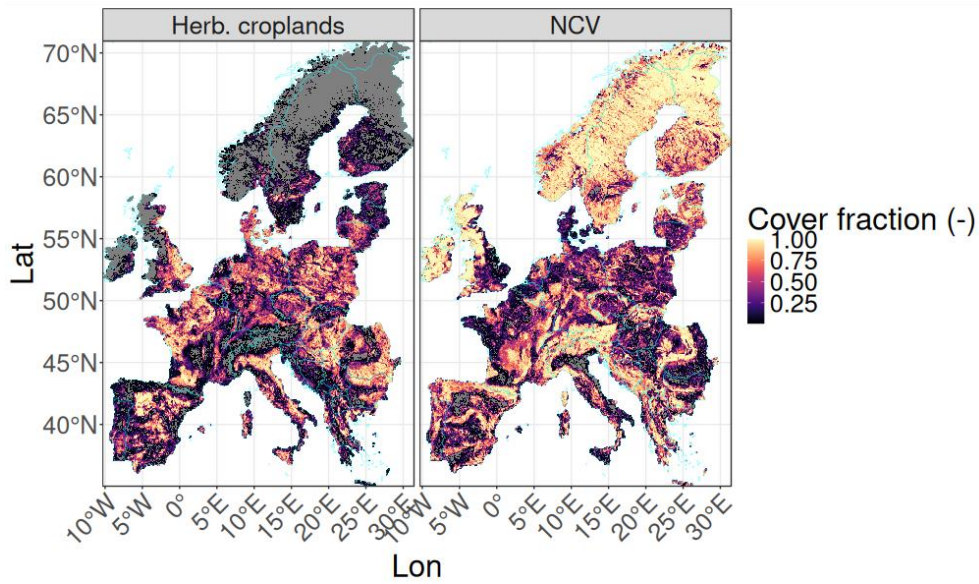 Herb. croplands
NCV
70°N
65°N
60°N
55°N
50°N
45°N
40°N
Lat
10°W
5°W
0°
5°E
10°E
15°E
20°E
25°E
30°E
10°W
5°W
0°
5°E
10°E
15°E
20°E
25°E
30°E
Lon
Cover fraction (-)
1.00
0.75
0.50
0.25